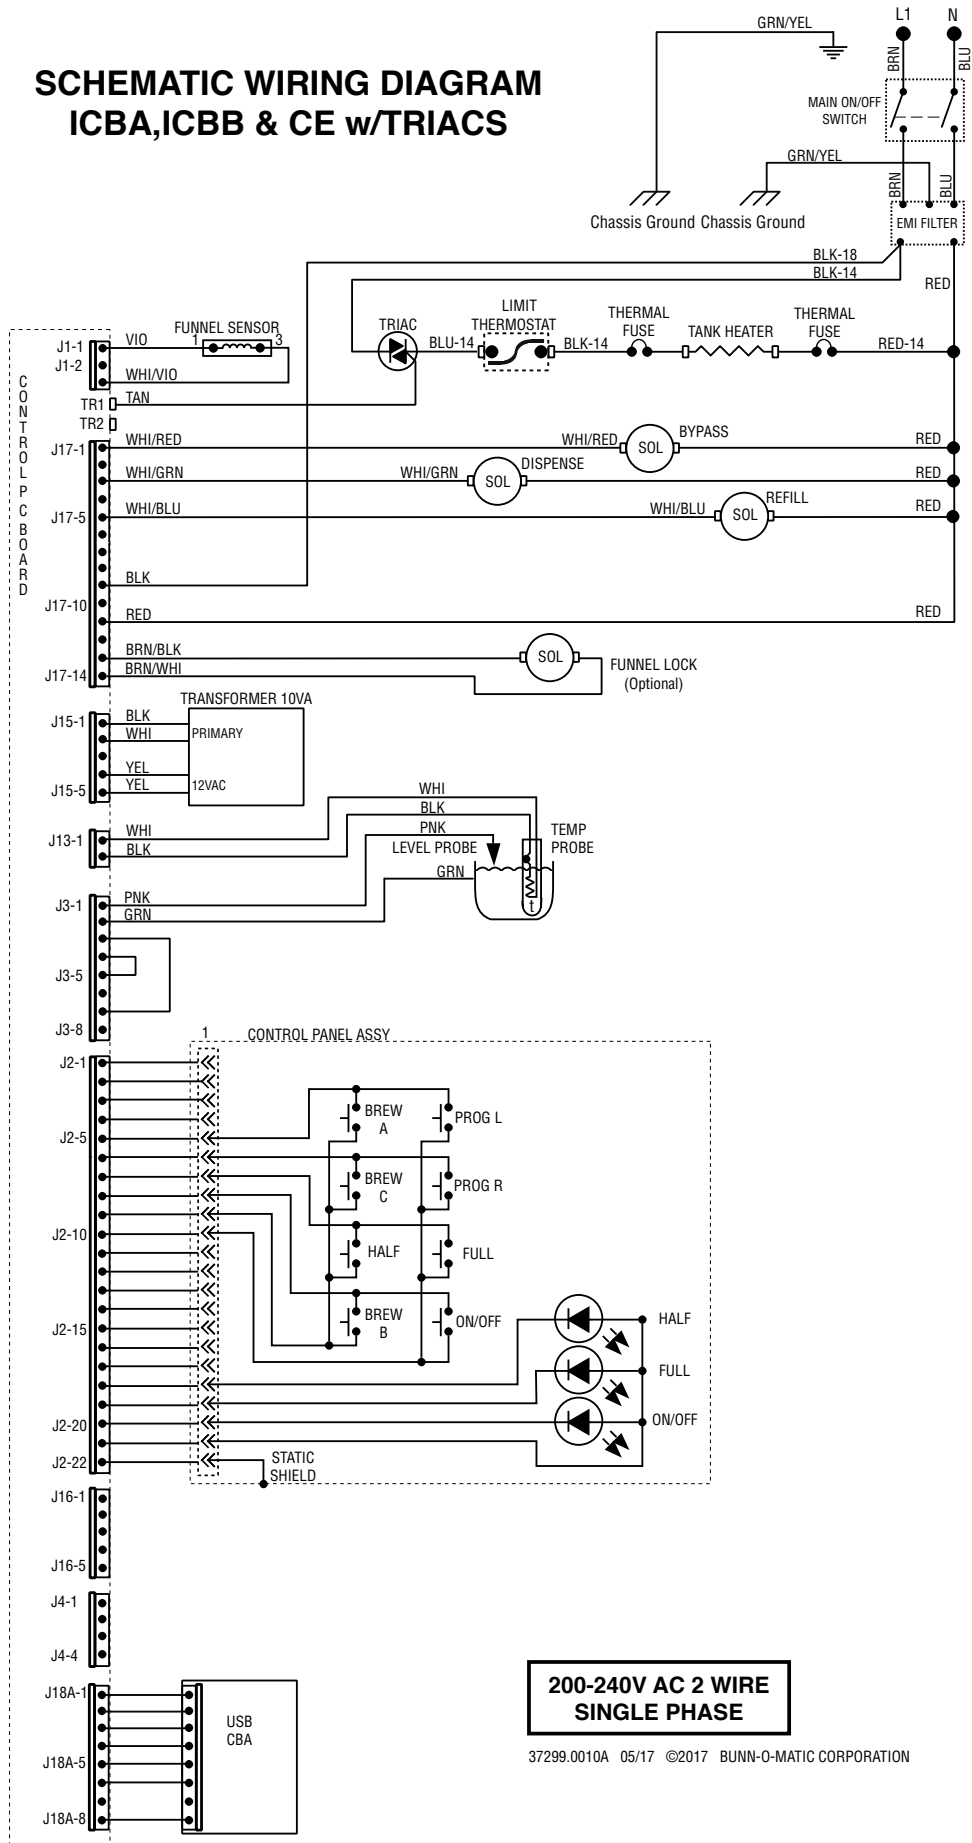 L1 N
GRN/YEL
BRN
BLU
SCHEMATIC WIRING DIAGRAM
ICBA,ICBB & CE w/TRIACS
MAIN ON/OFF
SWITCH
GRN/YEL
BRN
BLU
EMI FILTER
Chassis Ground Chassis Ground
BLK-18
BLK-14
RED
CONTROL PC BOARD
J1-1
J1-2
VIO
FUNNEL SENSOR
1 3
WHI/VIO
TRIAC
BLU-14
LIMIT
THERMOSTAT
BLK-14
THERMAL
FUSE
TANK HEATER
THERMAL
FUSE
RED-14
TR1
TAN
TR2
J17-1
WHI/RED
WHI/RED
SOL
BYPASS
RED
WHI/GRN
WHI/GRN
SOL
DISPENSE
RED
J17-5
WHI/BLU
WHI/BLU
SOL
REFILL
RED
BLK
J17-10
RED
RED
BRN/BLK
J17-14
BRN/WHI
SOL
FUNNEL LOCK
(Optional)
TRANSFORMER 10VA
J15-1
BLK
WHI
PRIMARY
YEL
J15-5
YEL
12VAC
J13-1
WHI
BLK
WHI
BLK
PNK
LEVEL PROBE
GRN
TEMP
PROBE
t
J3-1
PNK
GRN
J3-5
J3-8
1
CONTROL PANEL ASSY
J2-1
J2-5
J2-10
J2-15
J2-20
J2-22
BREW
A
PROG L
BREW
C
PROG R
HALF
FULL
BREW
B
ON/OFF
HALF
FULL
ON/OFF
STATIC
SHIELD
J16-1
J16-5
J4-1
J4-4
J18A-1
J18A-5
J18A-8
USB
CBA
200-240V AC 2 WIRE
SINGLE PHASE
37299.0010A 05/17 ©2017 BUNN-O-MATIC CORPORATION